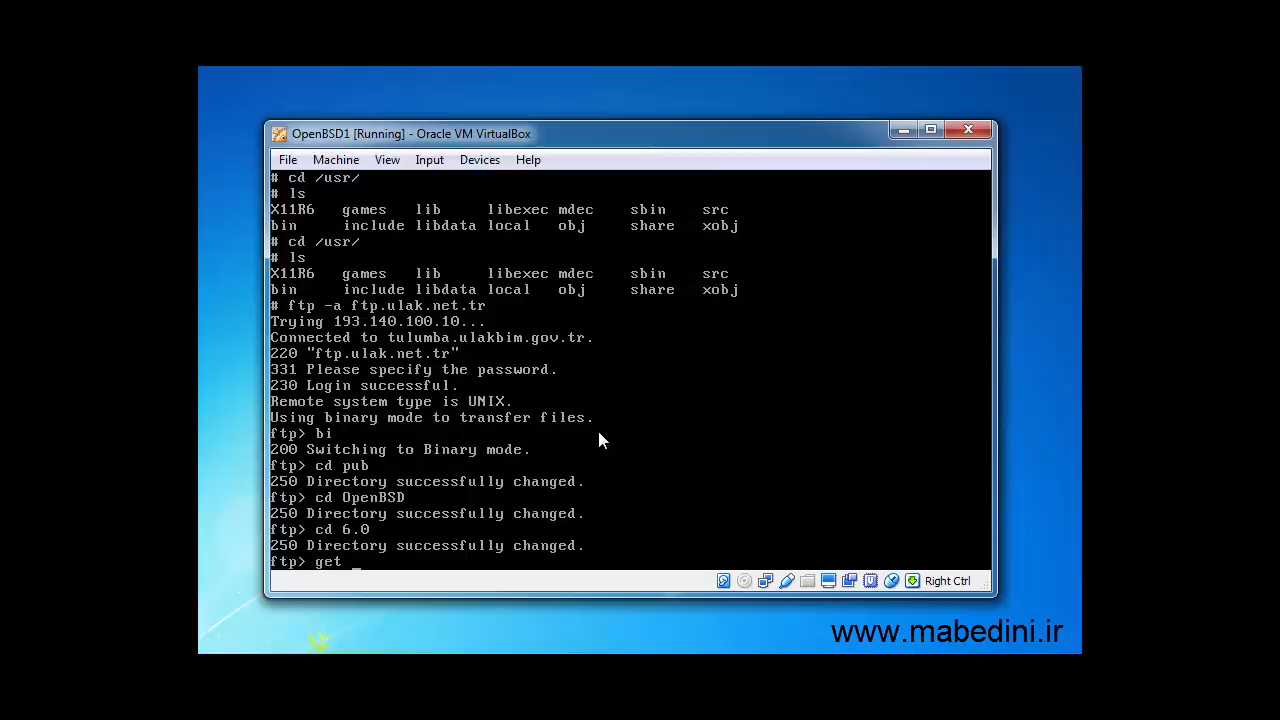 OpenBSD1 [Running] - Oracle VM VirtualBox
File Machine View Input Devices Help
# cd /usr/
# ls
X11R6 games lib libexec mdec sbin src
bin include libdata local obj share xobj
# cd /usr/
# ls
X11R6 games lib libexec mdec sbin src
bin include libdata local obj share xobj
# ftp -a ftp.ulak.net.tr
Trying 193.140.100.10...
Connected to tulumba.ulakbim.gov.tr.
220 "ftp.ulak.net.tr"
331 Please specify the password.
230 Login successful.
Remote system type is UNIX.
Using binary mode to transfer files.
ftp> bi
200 Switching to Binary mode.
ftp> cd pub
250 Directory successfully changed.
ftp> cd OpenBSD
250 Directory successfully changed.
ftp> cd 6.0
250 Directory successfully changed.
ftp> get _
Right Ctrl
www.mabedini.ir